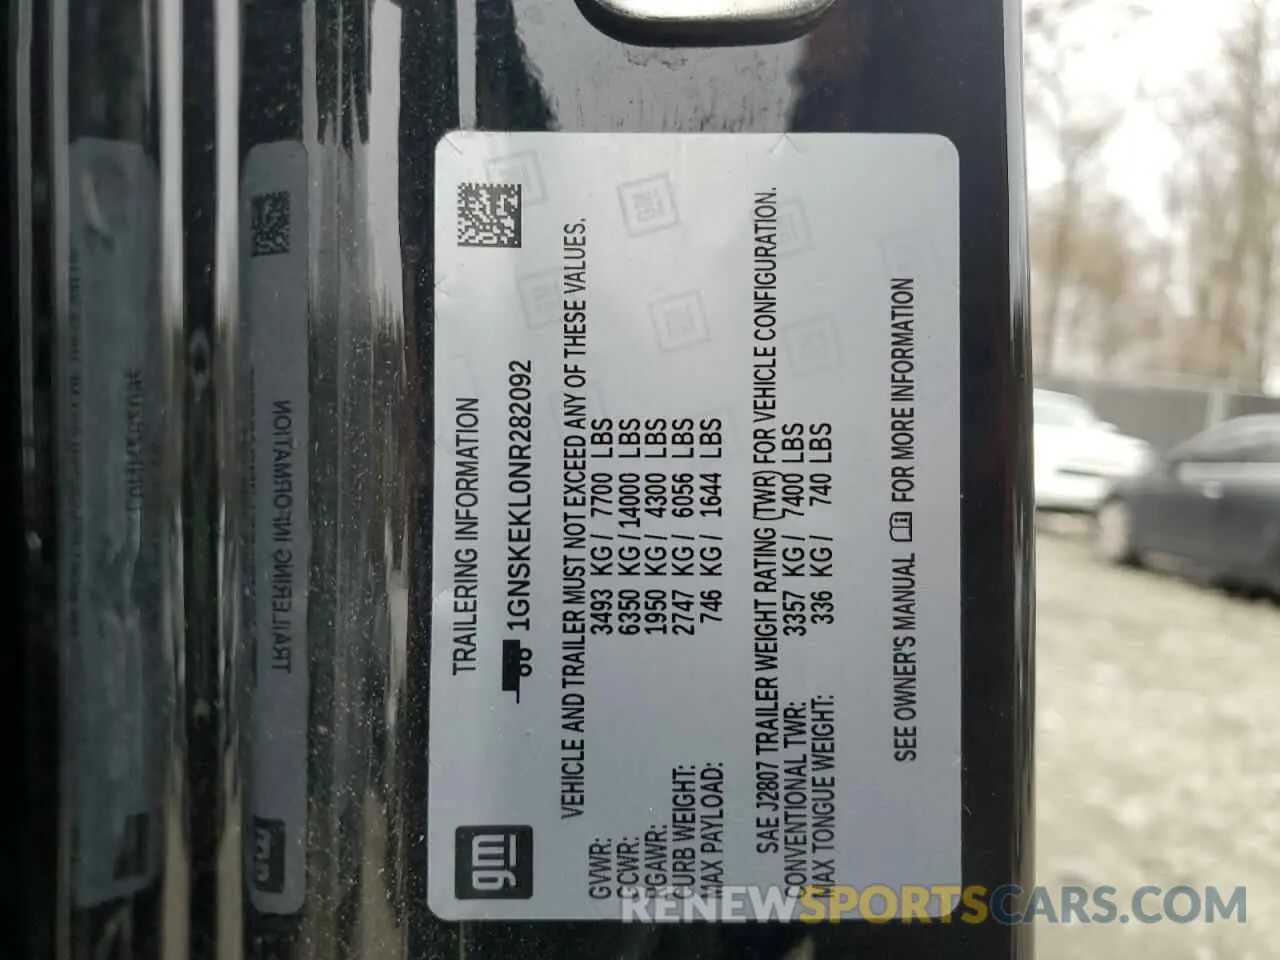 TRAILERING INFORMATION
gm
1GNSKEKL0NR282092
VEHICLE AND TRAILER MUST NOT EXCEED ANY OF THESE VALUES.
GVWR: 3493 KG / 7700 LBS
GCWR: 6350 KG / 14000 LBS
RGAWR: 1950 KG / 4300 LBS
CURB WEIGHT: 2747 KG / 6056 LBS
MAX PAYLOAD: 746 KG / 1644 LBS
SAE J2807 TRAILER WEIGHT RATING (TWR) FOR VEHICLE CONFIGURATION.
CONVENTIONAL TWR: 3357 KG / 7400 LBS
MAX TONGUE WEIGHT: 336 KG / 740 LBS
SEE OWNER'S MANUAL FOR MORE INFORMATION
TRAILERING INFORMATION
RENEWSPORTSCARS.COM